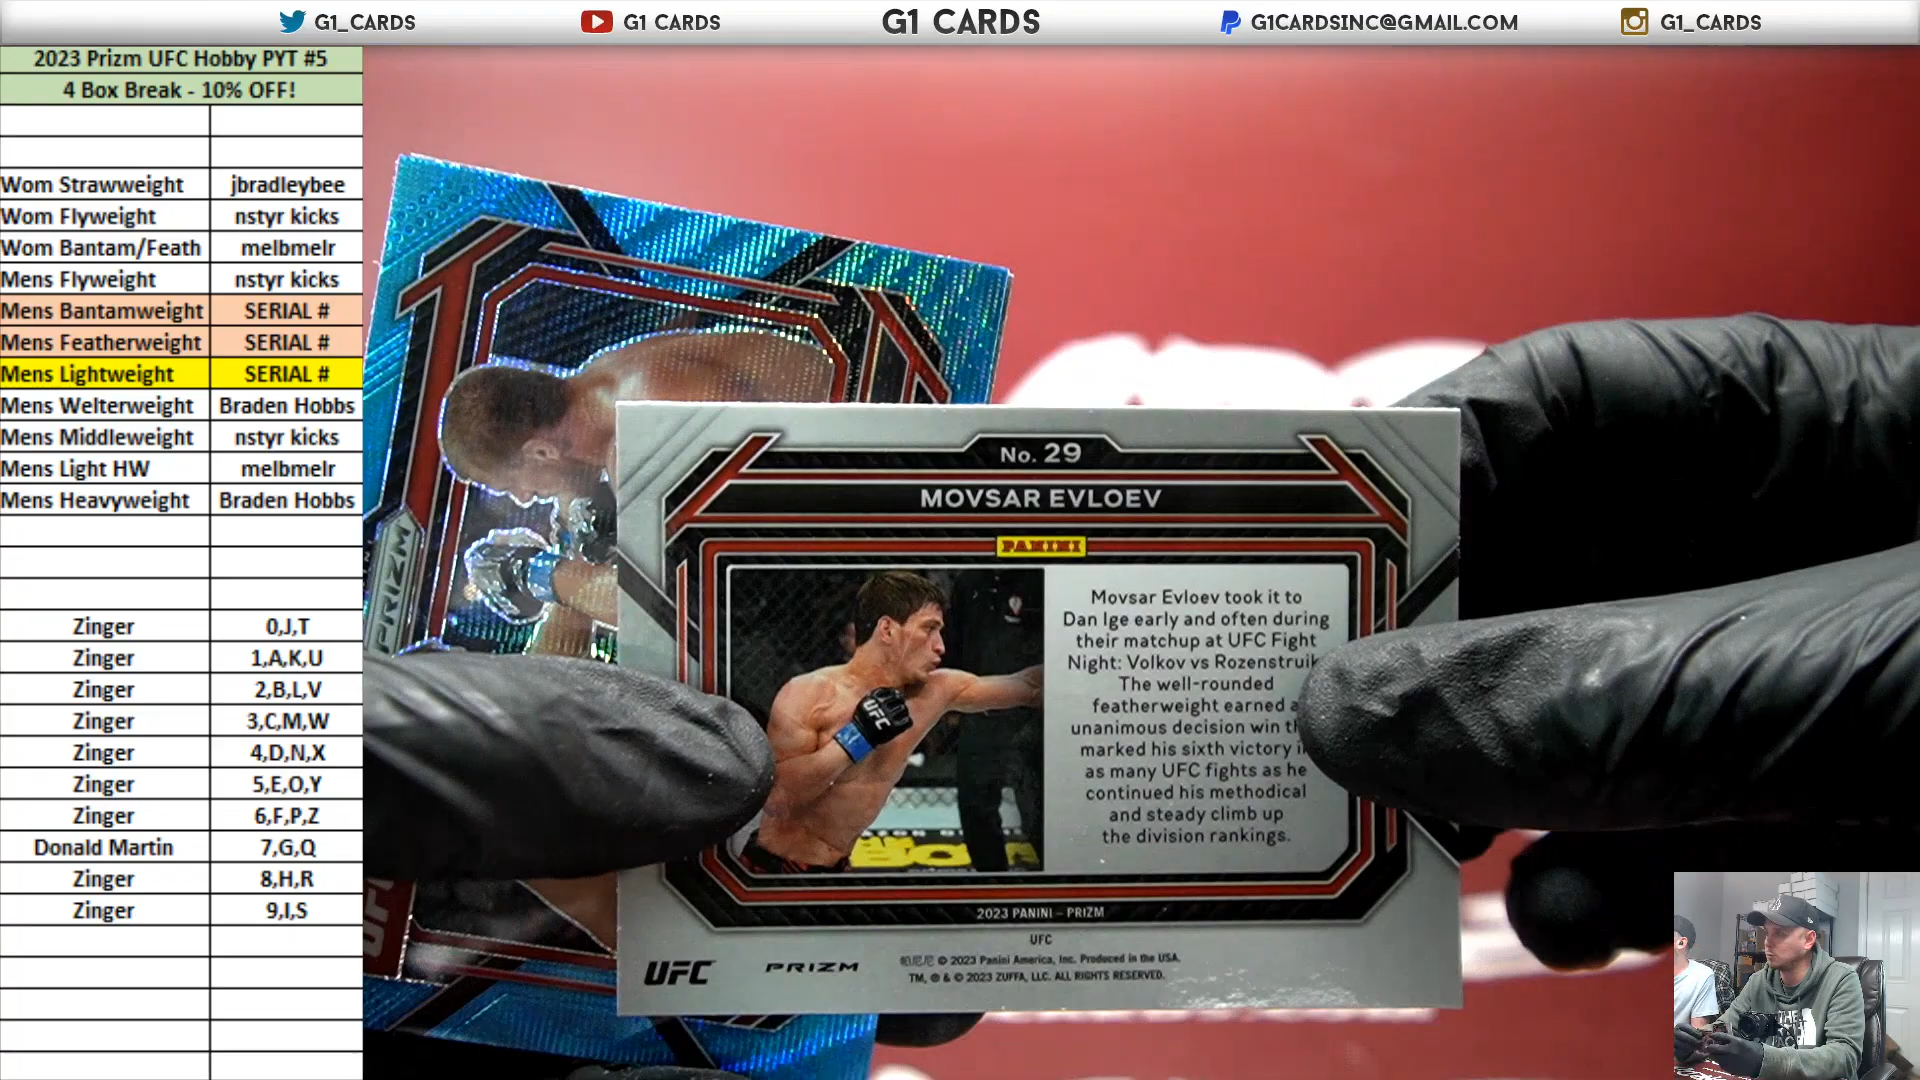 G1_CARDS
G1 CARDS
G1 CARDS
G1CARDSINC@GMAIL.COM
G1_CARDS
2023 Prizm UFC Hobby PYT #5
4 Box Break - 10% OFF!
Wom Strawweight jbradleybee
Wom Flyweight nstyr kicks
Wom Bantam/Feath melbmelr
Mens Flyweight nstyr kicks
Mens Bantamweight SERIAL #
Mens Featherweight SERIAL #
Mens Lightweight SERIAL #
Mens Welterweight Braden Hobbs
Mens Middleweight nstyr kicks
Mens Light HW melbmelr
Mens Heavyweight Braden Hobbs
Zinger 0,J,T
Zinger 1,A,K,U
Zinger 2,B,L,V
Zinger 3,C,M,W
Zinger 4,D,N,X
Zinger 5,E,O,Y
Zinger 6,F,P,Z
Donald Martin 7,G,Q
Zinger 8,H,R
Zinger 9,I,S
PRIZM
UFC
No. 29
MOVSAR EVLOEV
PANINI
UFC
Movsar Evloev took it to
Dan Ige early and often during
their matchup at UFC Fight
Night: Volkov vs Rozenstruik
The well-rounded
featherweight earned a
unanimous decision win
marked his sixth victory
as many UFC fights as he
continued his methodical
and steady climb up
the division rankings.
2023 PANINI – PRIZM
UFC
UFC PRIZM
帕尼尼 © 2023 Panini America, Inc. Produced in the USA.
TM, ® & © 2023 ZUFFA, LLC. ALL RIGHTS RESERVED.